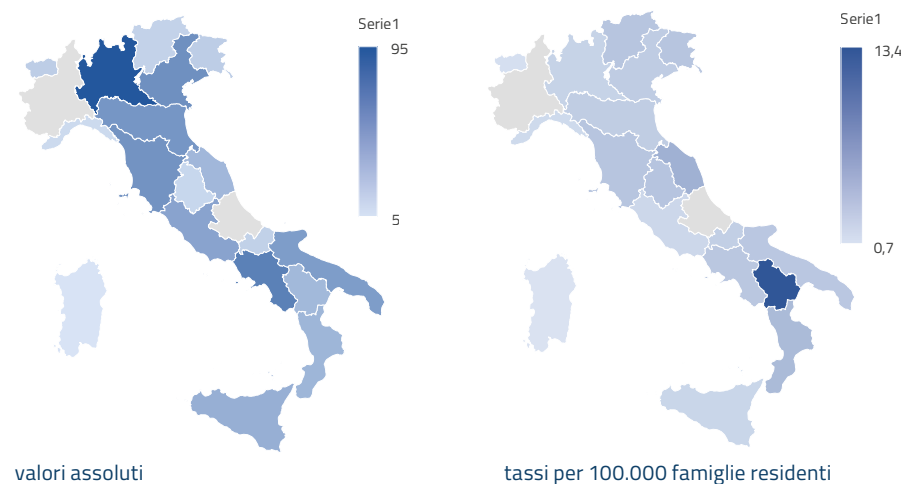 Serie1
95
5
valori assoluti
Serie1
13,4
0,7
tassi per 100.000 famiglie residenti